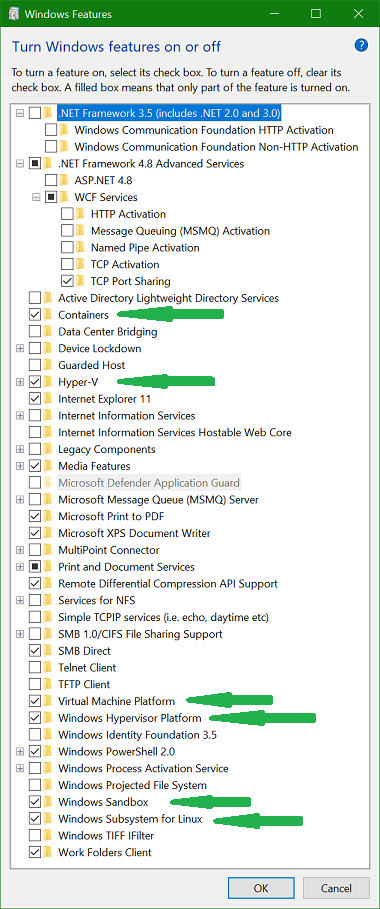 Windows Features
Turn Windows features on or off
?
To turn a feature on, select its check box. To turn a feature off, clear its
check box. A filled box means that only part of the feature is turned on.
.NET Framework 3.5 (includes .NET 2.0 and 3.0)
Windows Communication Foundation HTTP Activation
Windows Communication Foundation Non-HTTP Activation
.NET Framework 4.8 Advanced Services
ASP.NET 4.8
WCF Services
HTTP Activation
Message Queuing (MSMQ) Activation
Named Pipe Activation
TCP Activation
TCP Port Sharing
Active Directory Lightweight Directory Services
Containers
Data Center Bridging
Device Lockdown
Guarded Host
Hyper-V
Internet Explorer 11
Internet Information Services
Internet Information Services Hostable Web Core
Legacy Components
Media Features
Microsoft Defender Application Guard
Microsoft Message Queue (MSMQ) Server
Microsoft Print to PDF
Microsoft XPS Document Writer
MultiPoint Connector
Print and Document Services
Remote Differential Compression API Support
Services for NFS
Simple TCPIP services (i.e. echo, daytime etc)
SMB 1.0/CIFS File Sharing Support
SMB Direct
Telnet Client
TFTP Client
Virtual Machine Platform
Windows Hypervisor Platform
Windows Identity Foundation 3.5
Windows PowerShell 2.0
Windows Process Activation Service
Windows Projected File System
Windows Sandbox
Windows Subsystem for Linux
Windows TIFF IFilter
Work Folders Client
OK
Cancel